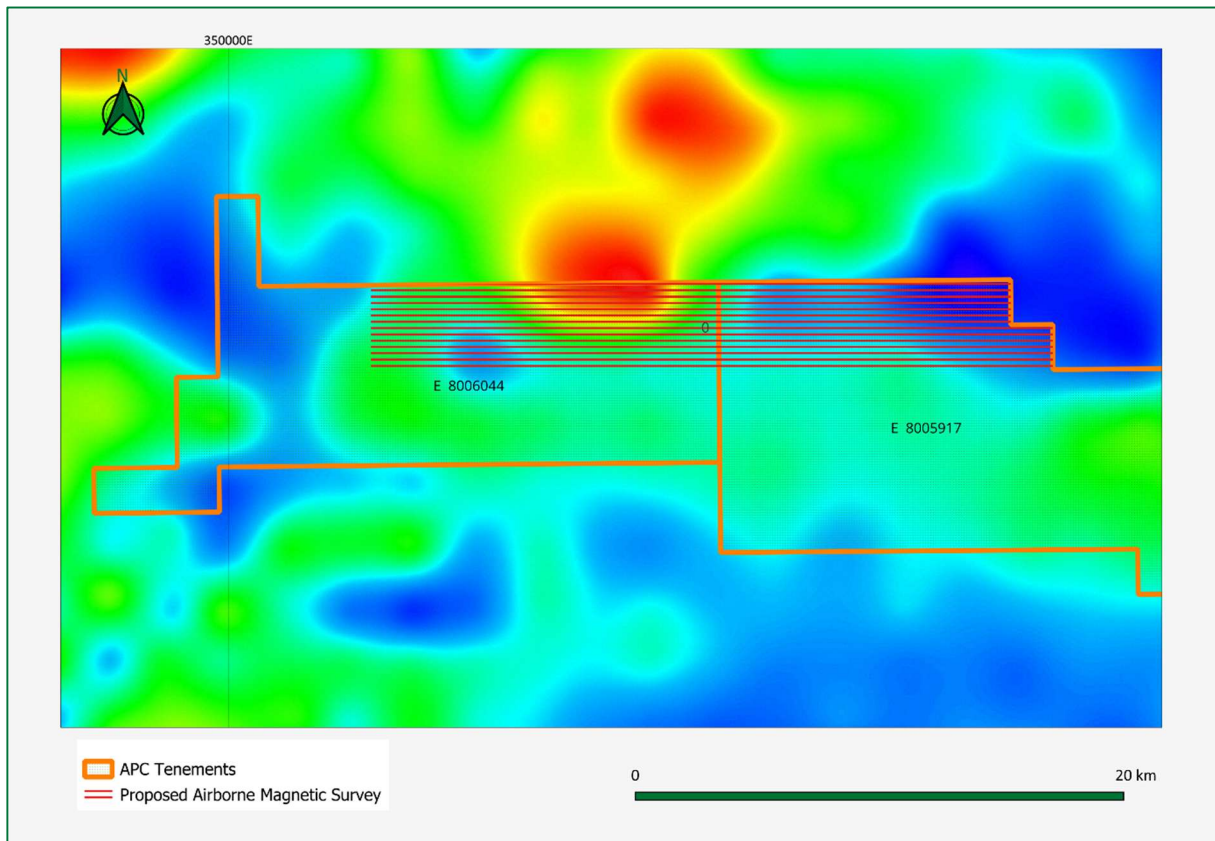 350000E
N
0
E 8006044
E 8005917
APC Tenements
Proposed Airborne Magnetic Survey
0 20 km